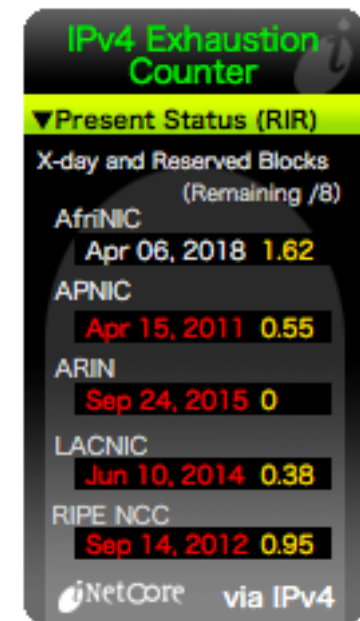 IPv4 Exhaustion
Counter
▼Present Status (RIR)
X-day and Reserved Blocks
(Remaining /8)
AfriNIC
Apr 06, 2018 1.62
APNIC
Apr 15, 2011 0.55
ARIN
Sep 24, 2015 0
LACNIC
Jun 10, 2014 0.38
RIPE NCC
Sep 14, 2012 0.95
iNetCore via IPv4